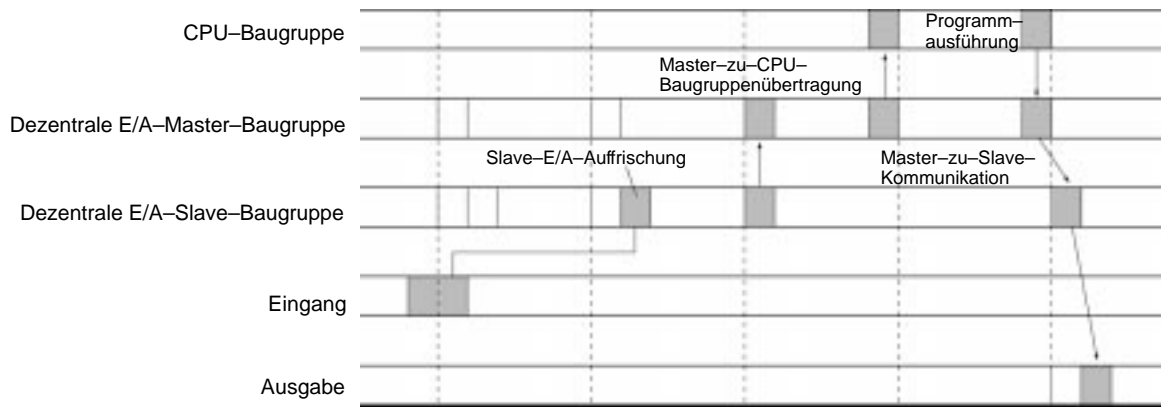 CPU–Baugruppe
Programm–
ausführung
Master–zu–CPU–
Baugruppenübertragung
Dezentrale E/A–Master–Baugruppe
Slave–E/A–Auffrischung
Master–zu–Slave–
Kommunikation
Dezentrale E/A–Slave–Baugruppe
Eingang
Ausgabe